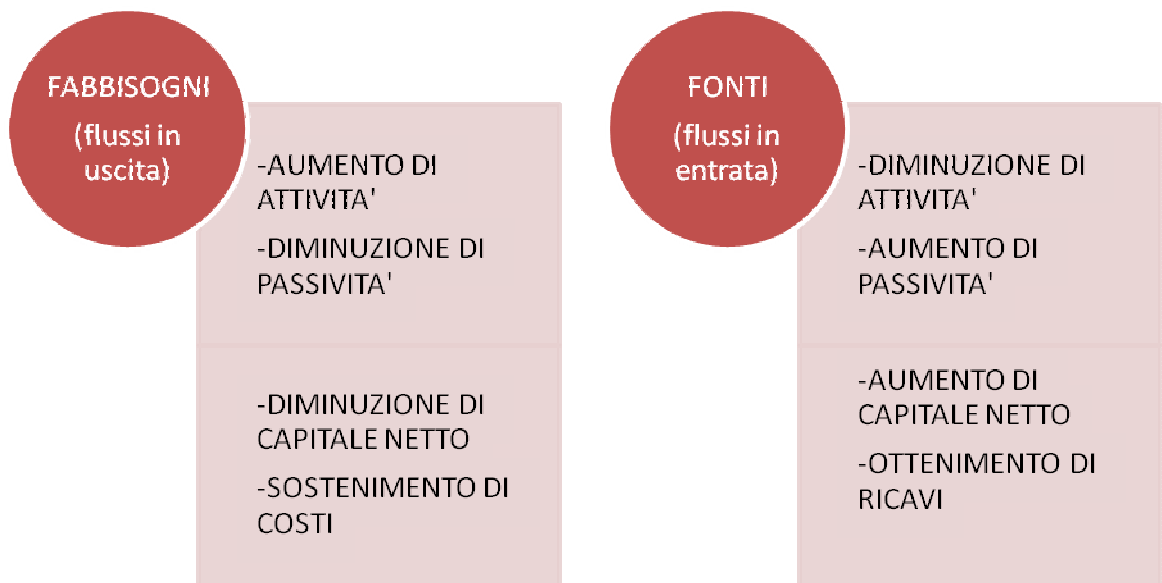 FABBISOGNI
(flussi in
uscita)
-AUMENTO DI
ATTIVITA'
-DIMINUZIONE DI
PASSIVITA'
-DIMINUZIONE DI
CAPITALE NETTO
-SOSTENIMENTO DI
COSTI
FONTI
(flussi in
entrata)
-DIMINUZIONE DI
ATTIVITA'
-AUMENTO DI
PASSIVITA'
-AUMENTO DI
CAPITALE NETTO
-OTTENIMENTO DI
RICAVI